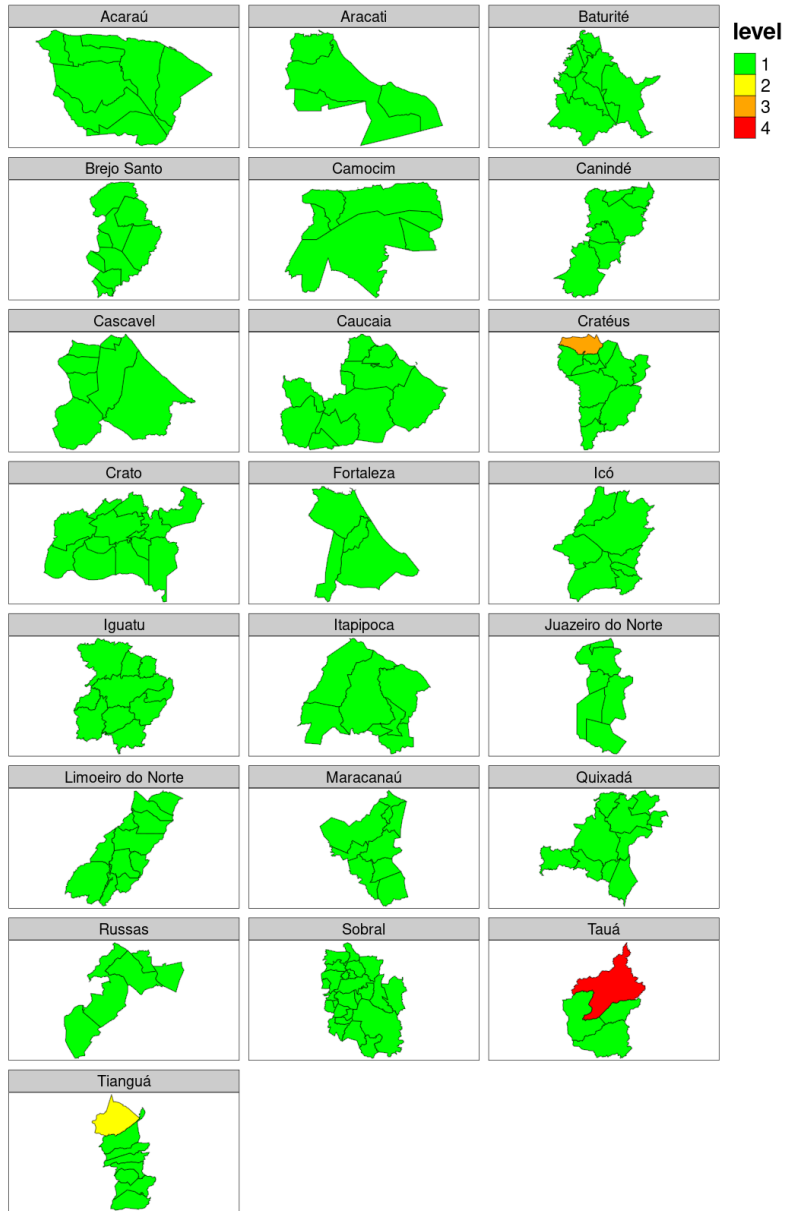 Acaraú
Aracati
Baturité
level
1
2
3
4
Brejo Santo
Camocim
Canindé
Cascavel
Caucaia
Cratéus
Crato
Fortaleza
Icó
Iguatu
Itapipoca
Juazeiro do Norte
Limoeiro do Norte
Maracanaú
Quixadá
Russas
Sobral
Tauá
Tianguá